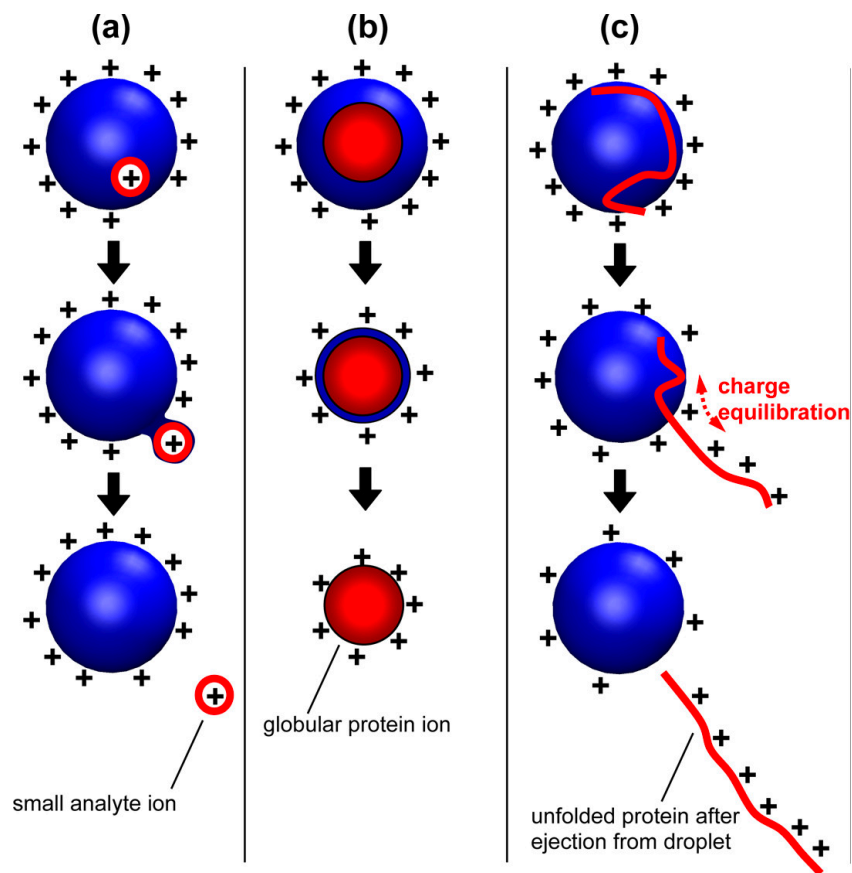 (a)
(b)
(c)
charge
equilibration
small analyte ion
globular protein ion
unfolded protein after
ejection from droplet